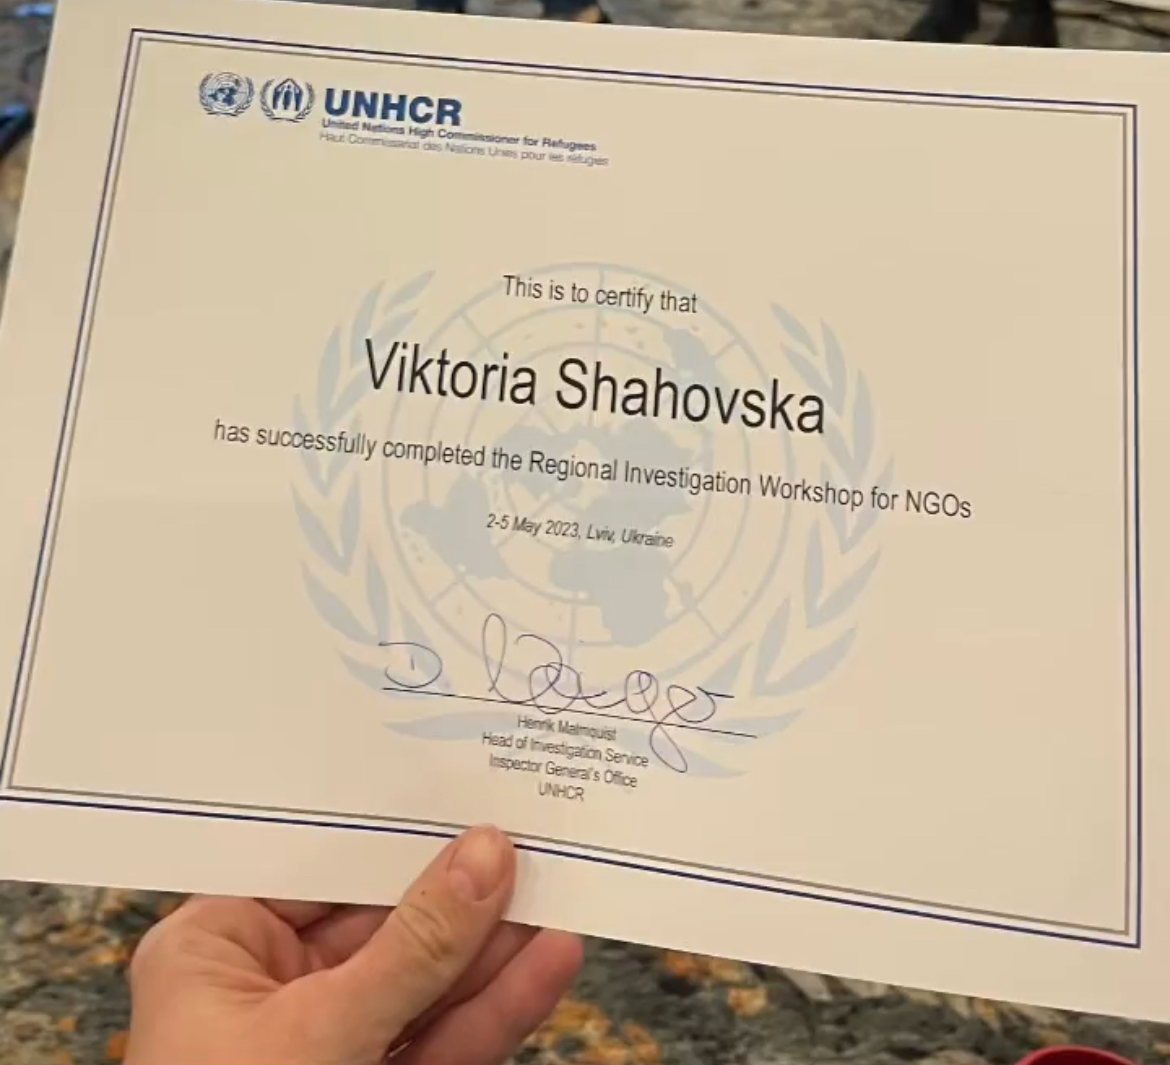 UNHCR
United Nations High Commissioner for Refugees
Haut Commissariat des Nations Unies pour les réfugiés
This is to certify that
Viktoria Shahovska
has successfully completed the Regional Investigation Workshop for NGOs
2-5 May 2023, Lviv, Ukraine
Henrik Malmquist
Head of Investigation Service
Inspector General's Office
UNHCR